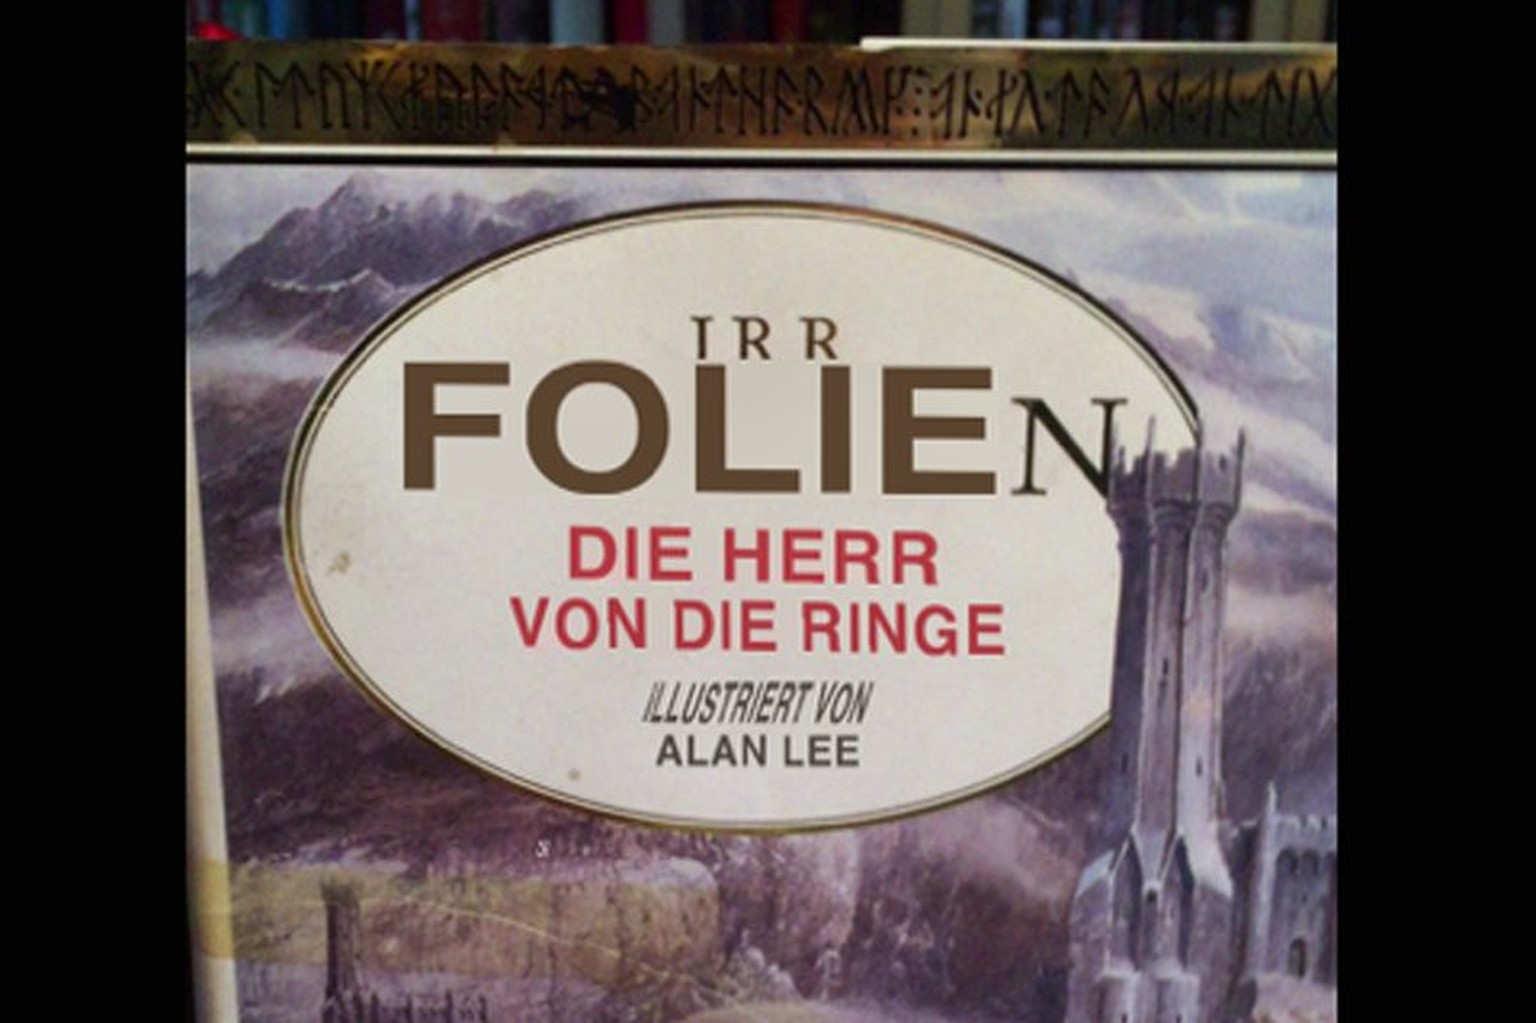 IRR
FOLIEN
DIE HERR
VON DIE RINGE
ILLUSTRIERT VON
ALAN LEE